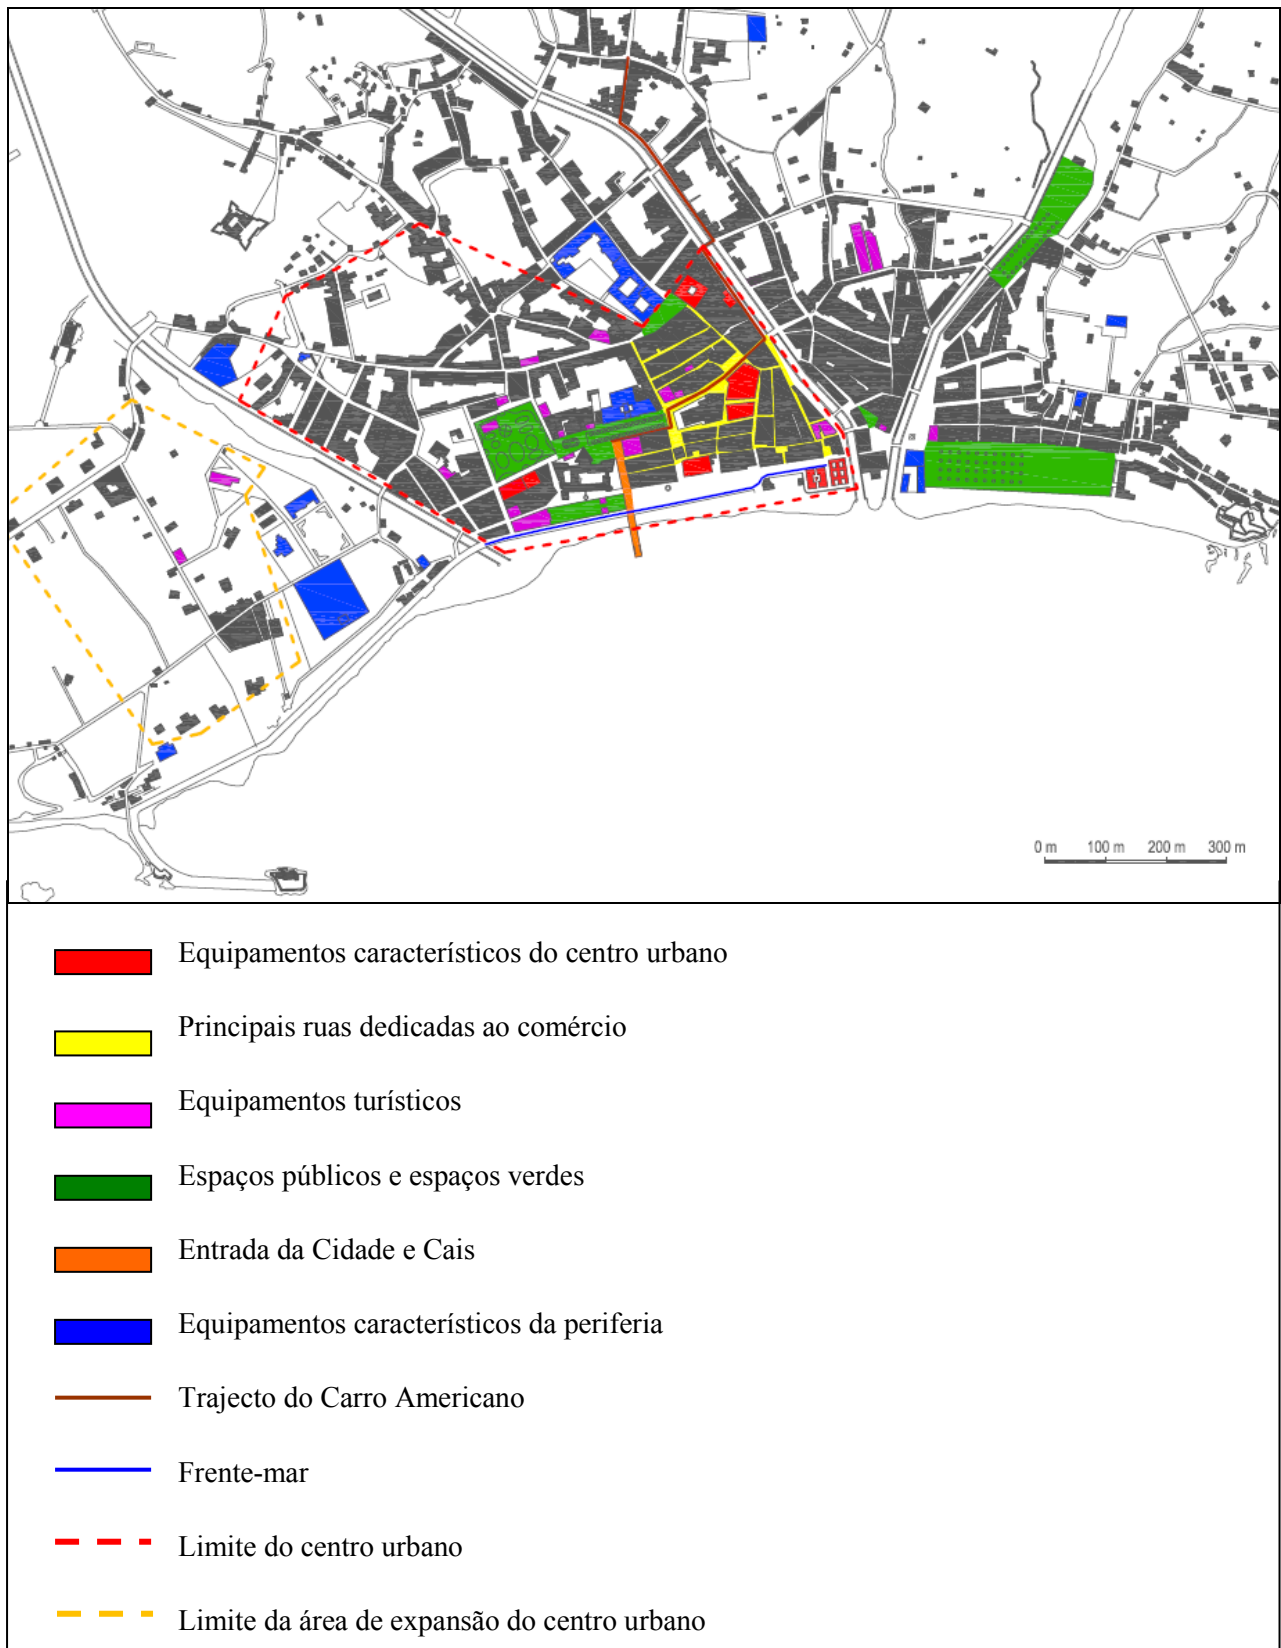 0 m 100 m 200 m 300 m
Equipamentos característicos do centro urbano
Principais ruas dedicadas ao comércio
Equipamentos turísticos
Espaços públicos e espaços verdes
Entrada da Cidade e Cais
Equipamentos característicos da periferia
Trajecto do Carro Americano
Frente-mar
Limite do centro urbano
Limite da área de expansão do centro urbano